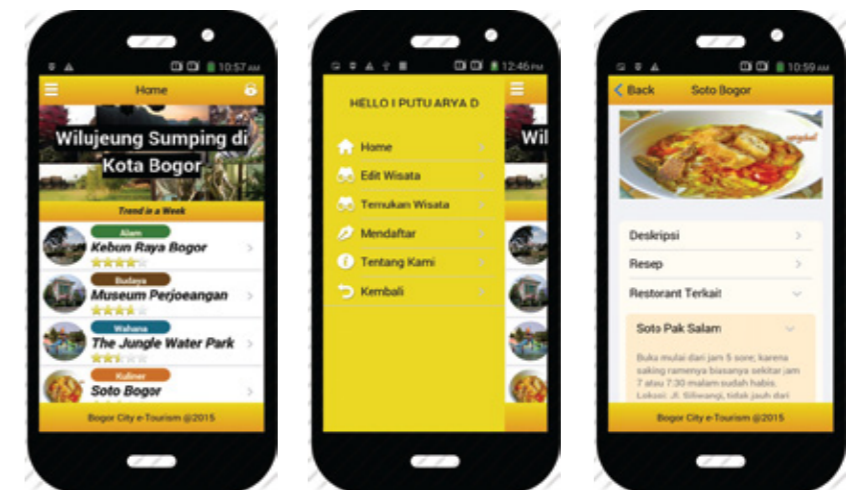 10:57 AM
Home
Wilujeung Sumping di
Kota Bogor
Trend in a Week
Alam
Kebun Raya Bogor
Budaya
Museum Perjoeangan
Wahana
The Jungle Water Park
Kuliner
Soto Bogor
Bogor City e-Tourism @2015
12:46 PM
HELLO I PUTU ARYA D
Wil
Home
Edit Wisata
Temukan Wisata
Mendaftar
Tentang Kami
Kembali
10:59 AM
Back
Soto Bogor
Deskripsi
Resep
Restorant Terkait
Soto Pak Salam
Buka mulai dari jam 5 sore, karena
saking ramenya biasanya sekitar jam
7 atau 7:30 malam sudah habis.
Lokasi: Jl. Siliwangi, tidak jauh dari
Bogor City e-Tourism @2015